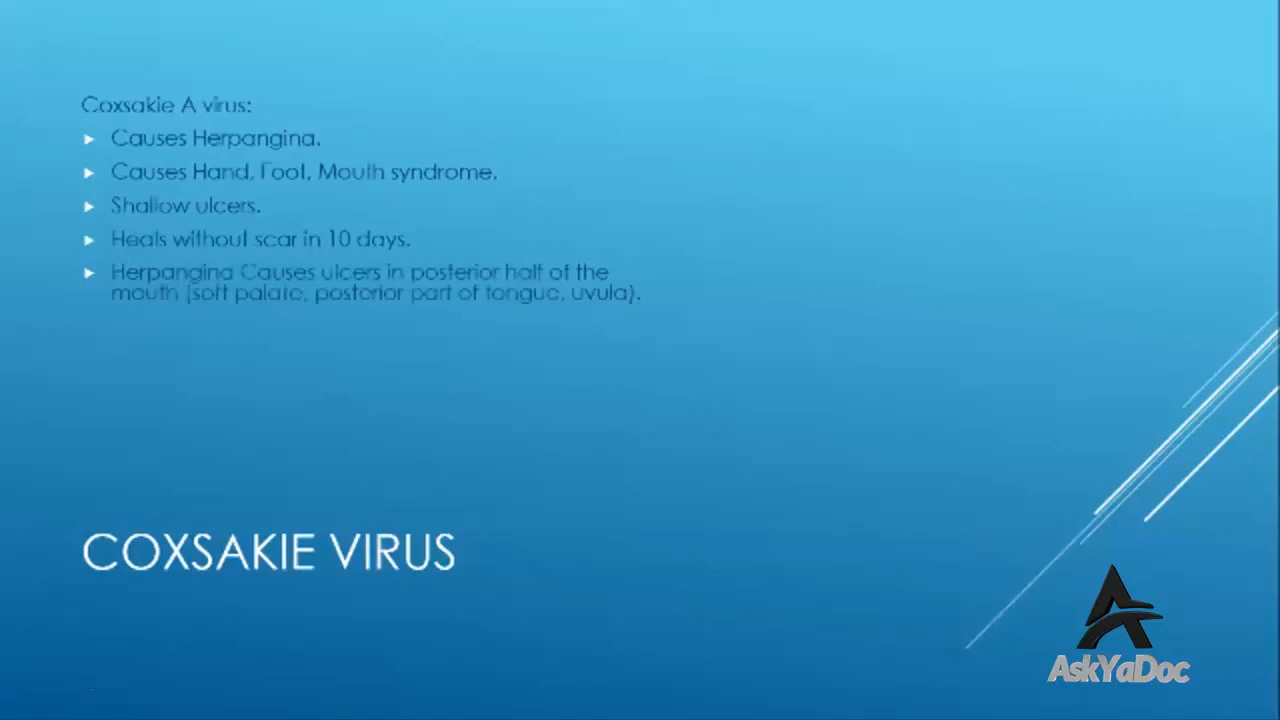 Coxsakie A virus:
Causes Herpangina.
Causes Hand, Foot, Mouth syndrome.
Shallow ulcers.
Heals without scar in 10 days.
Herpangina Causes ulcers in posterior half of the
mouth (soft palate, posterior part of tongue, uvula).
COXSAKIE VIRUS
AskYaDoc